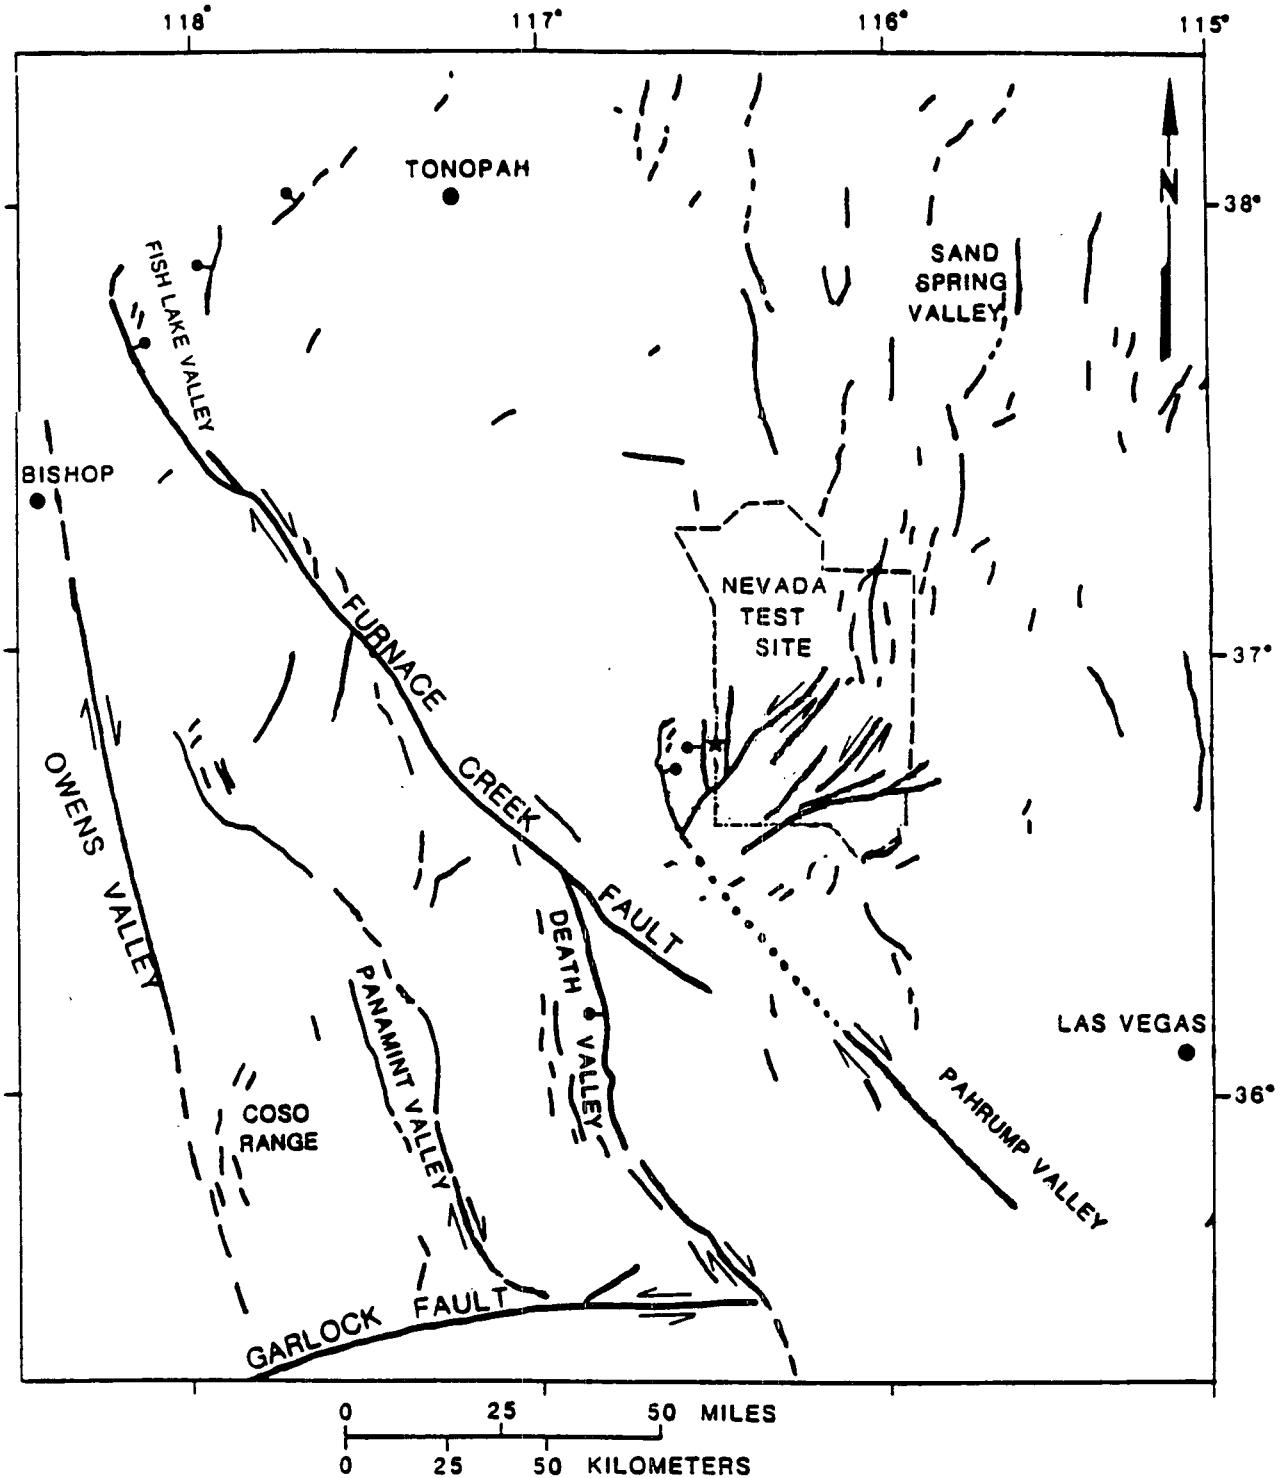 118°
117°
116°
115°
TONOPAH
38°
N
FISH LAKE VALLEY
SAND
SPRING
VALLEY
BISHOP
NEVADA
TEST
SITE
37°
FURNACE
CREEK
FAULT
OWENS
VALLEY
DEATH
VALLEY
PANAMINT VALLEY
LAS VEGAS
36°
PAHRUMP VALLEY
COSO
RANGE
GARLOCK FAULT
0 25 50 MILES
0 25 50 KILOMETERS